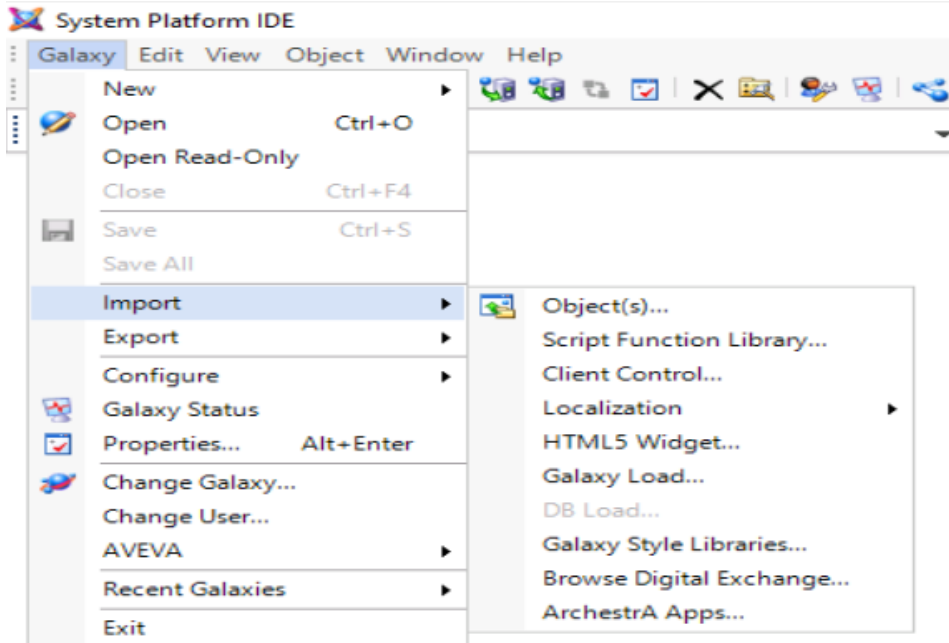 System Platform IDE
Galaxy Edit View Object Window Help
New
Open Ctrl+O
Open Read-Only
Close Ctrl+F4
Save Ctrl+S
Save All
Import
Export
Configure
Galaxy Status
Properties... Alt+Enter
Change Galaxy...
Change User...
AVEVA
Recent Galaxies
Exit
Object(s)...
Script Function Library...
Client Control...
Localization
HTML5 Widget...
Galaxy Load...
DB Load...
Galaxy Style Libraries...
Browse Digital Exchange...
ArchestrA Apps...